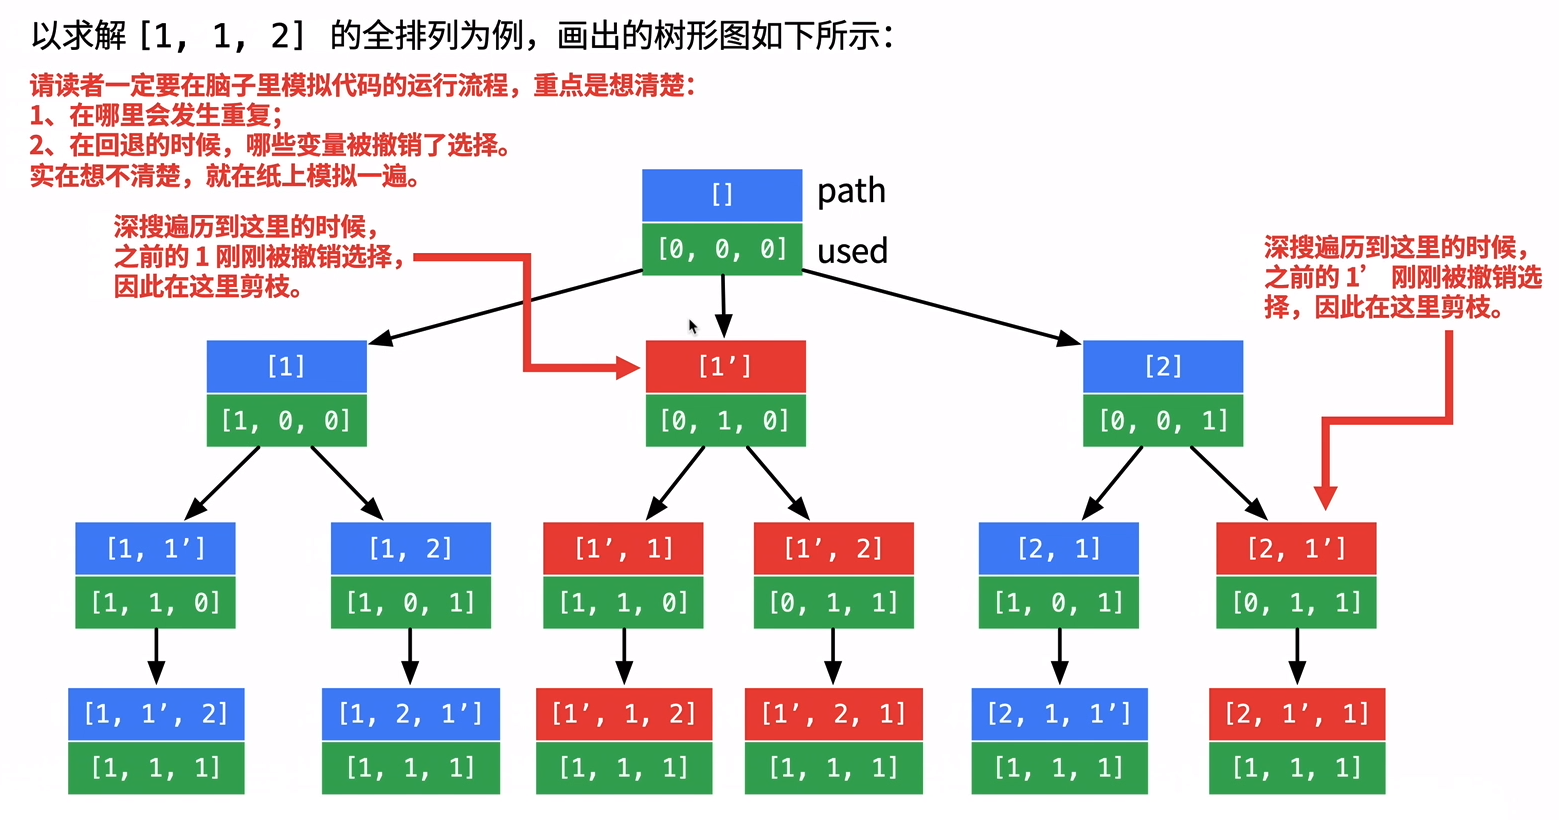 以求解 [1, 1, 2] 的全排列为例，画出的树形图如下所示：
请读者一定要在脑子里模拟代码的运行流程，重点是想清楚：
1、在哪里会发生重复；
2、在回退的时候，哪些变量被撤销了选择。
实在想不清楚，就在纸上模拟一遍。
[]
path
[0, 0, 0]
used
深搜遍历到这里的时候，
之前的 1 刚刚被撤销选择，
因此在这里剪枝。
深搜遍历到这里的时候，
之前的 1’ 刚刚被撤销选
择，因此在这里剪枝。
[1]
[1’]
[2]
[1, 0, 0]
[0, 1, 0]
[0, 0, 1]
[1, 1’]
[1, 2]
[1’, 1]
[1’, 2]
[2, 1]
[2, 1’]
[1, 1, 0]
[1, 0, 1]
[1, 1, 0]
[0, 1, 1]
[1, 0, 1]
[0, 1, 1]
[1, 1’, 2]
[1, 2, 1’]
[1’, 1, 2]
[1’, 2, 1]
[2, 1, 1’]
[2, 1’, 1]
[1, 1, 1]
[1, 1, 1]
[1, 1, 1]
[1, 1, 1]
[1, 1, 1]
[1, 1, 1]